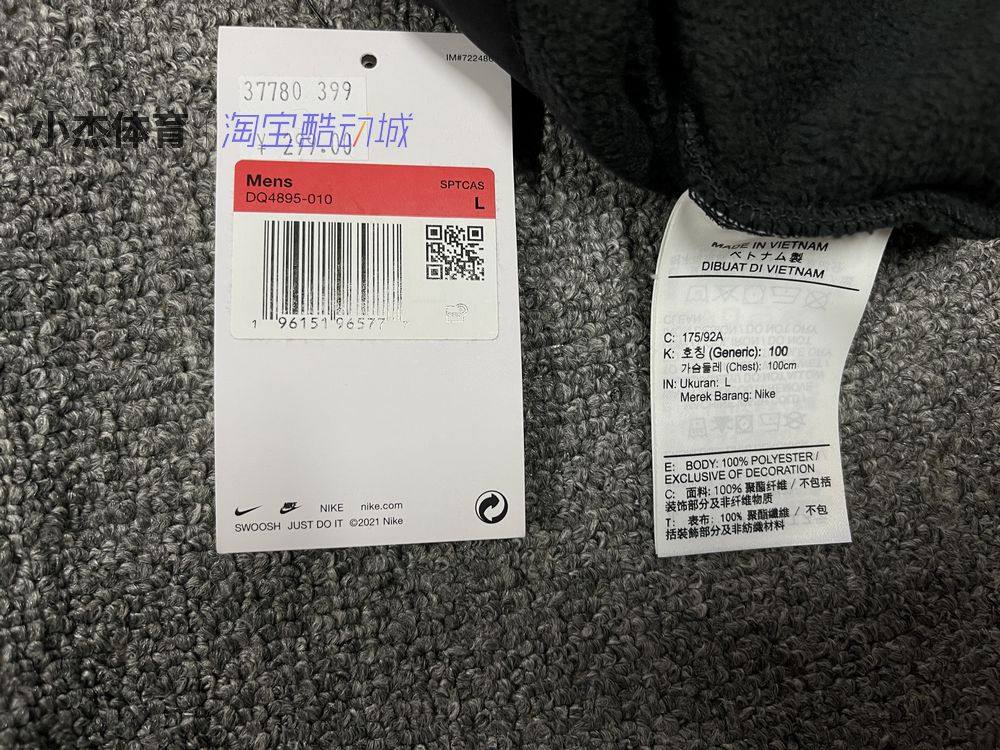 IM#72248
37780 399
小杰体育
淘宝酷动城
¥ 299.00
Mens
SPTCAS
DQ4895-010
L
1 96151 96577
NIKE nike.com
SWOOSH JUST DO IT ©2021 Nike
MADE IN VIETNAM
ベトナム製
DIBUAT DI VIETNAM
C: 175/92A
K: 호칭 (Generic): 100
가슴둘레 (Chest): 100cm
IN: Ukuran: L
Merek Barang: Nike
E: BODY: 100% POLYESTER /
EXCLUSIVE OF DECORATION
C: 面料: 100% 聚酯纤维 / 不包括
装饰部分及非纤维物质
T: 表布: 100% 聚酯纖維 / 不包
括裝飾部分及非紡織材料